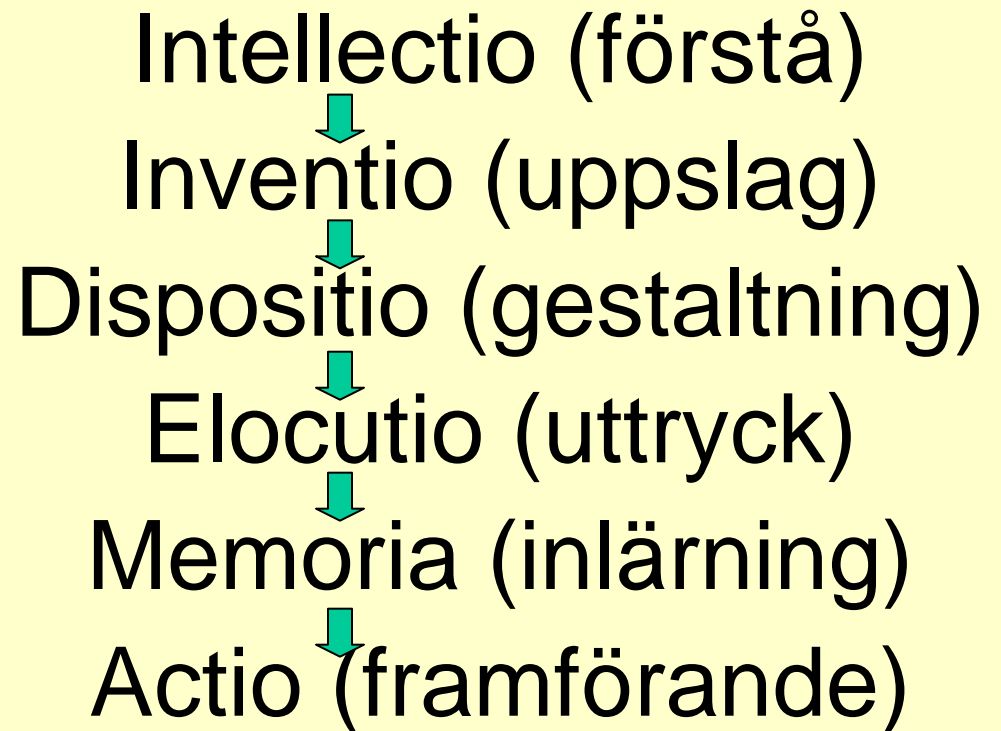 Intellectio (förstå)
Inventio (uppslag)
Dispositio (gestaltning)
Elocutio (uttryck)
Memoria (inlärning)
Actio (framförande)